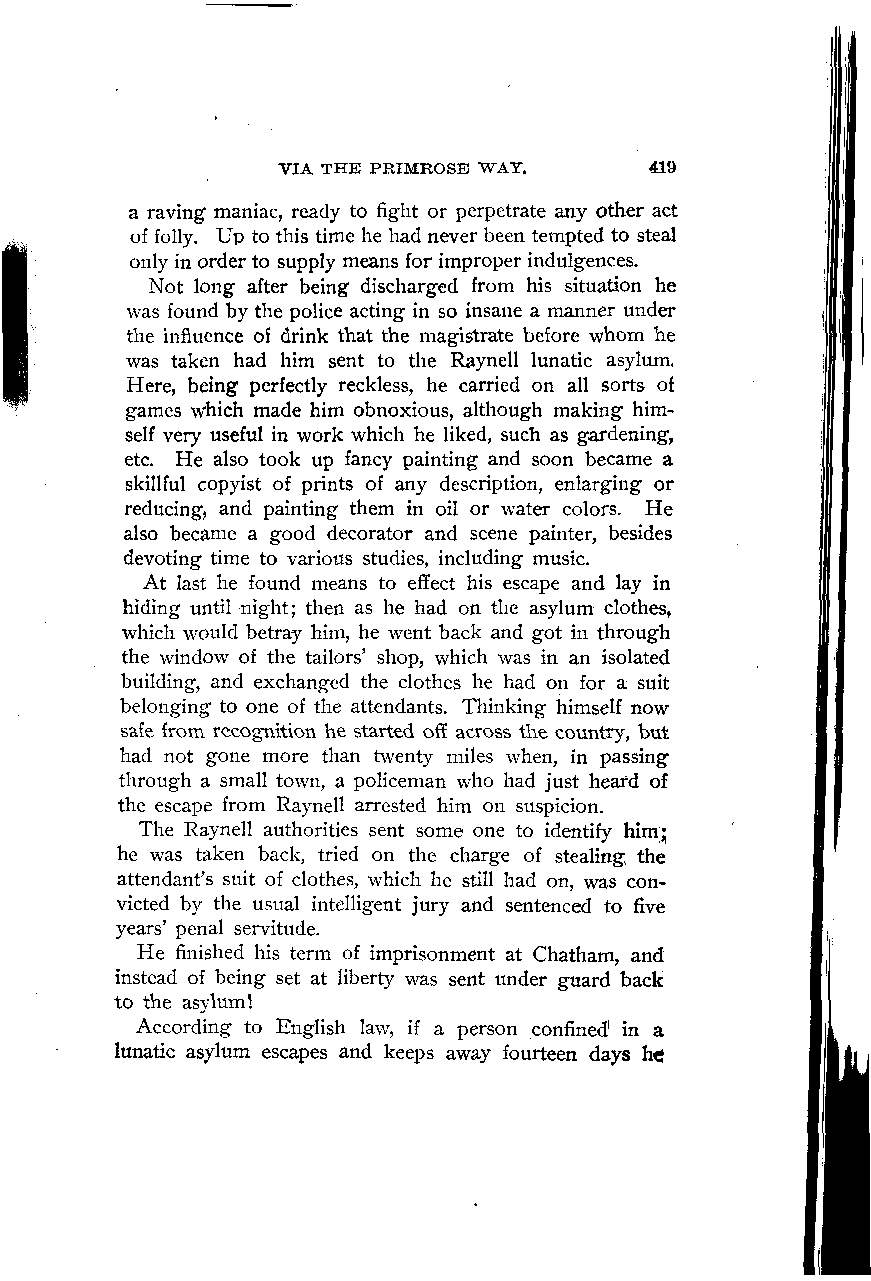 VIA THE PRIMROSE WAY. 419
a raving maniac, ready to fight or perpetrate any other act
of folly. Up to this time he had never been tempted to steal
only in order to supply means for improper indulgences.
Not long after being discharged from his situation he
was found by the police acting in so insane a manner under
the influence of drink that the magistrate before whom he
was taken had him sent to the Raynell lunatic asylum.
Here, being perfectly reckless, he carried on all sorts of
games which made him obnoxious, although making him-
self very useful in work which he liked, such as gardening,
etc. He also took up fancy painting and soon became a
skillful copyist of prints of any description, enlarging or
reducing, and painting them in oil or water colors. He
also became a good decorator and scene painter, besides
devoting time to various studies, including music.
At last he found means to effect his escape and lay in
hiding until night; then as he had on the asylum clothes,
which would betray him, he went back and got in through
the window of the tailors' shop, which was in an isolated
building, and exchanged the clothes he had on for a suit
belonging to one of the attendants. Thinking himself now
safe from recognition he started off across the country, but
had not gone more than twenty miles when, in passing
through a small town, a policeman who had just heard of
the escape from Raynell arrested him on suspicion.
The Raynell authorities sent some one to identify him;
he was taken back, tried on the charge of stealing the
attendant's suit of clothes, which he still had on, was con-
victed by the usual intelligent jury and sentenced to five
years' penal servitude.
He finished his term of imprisonment at Chatham, and
instead of being set at liberty was sent under guard back
to the asylum!
According to English law, if a person confined in a
lunatic asylum escapes and keeps away fourteen days he